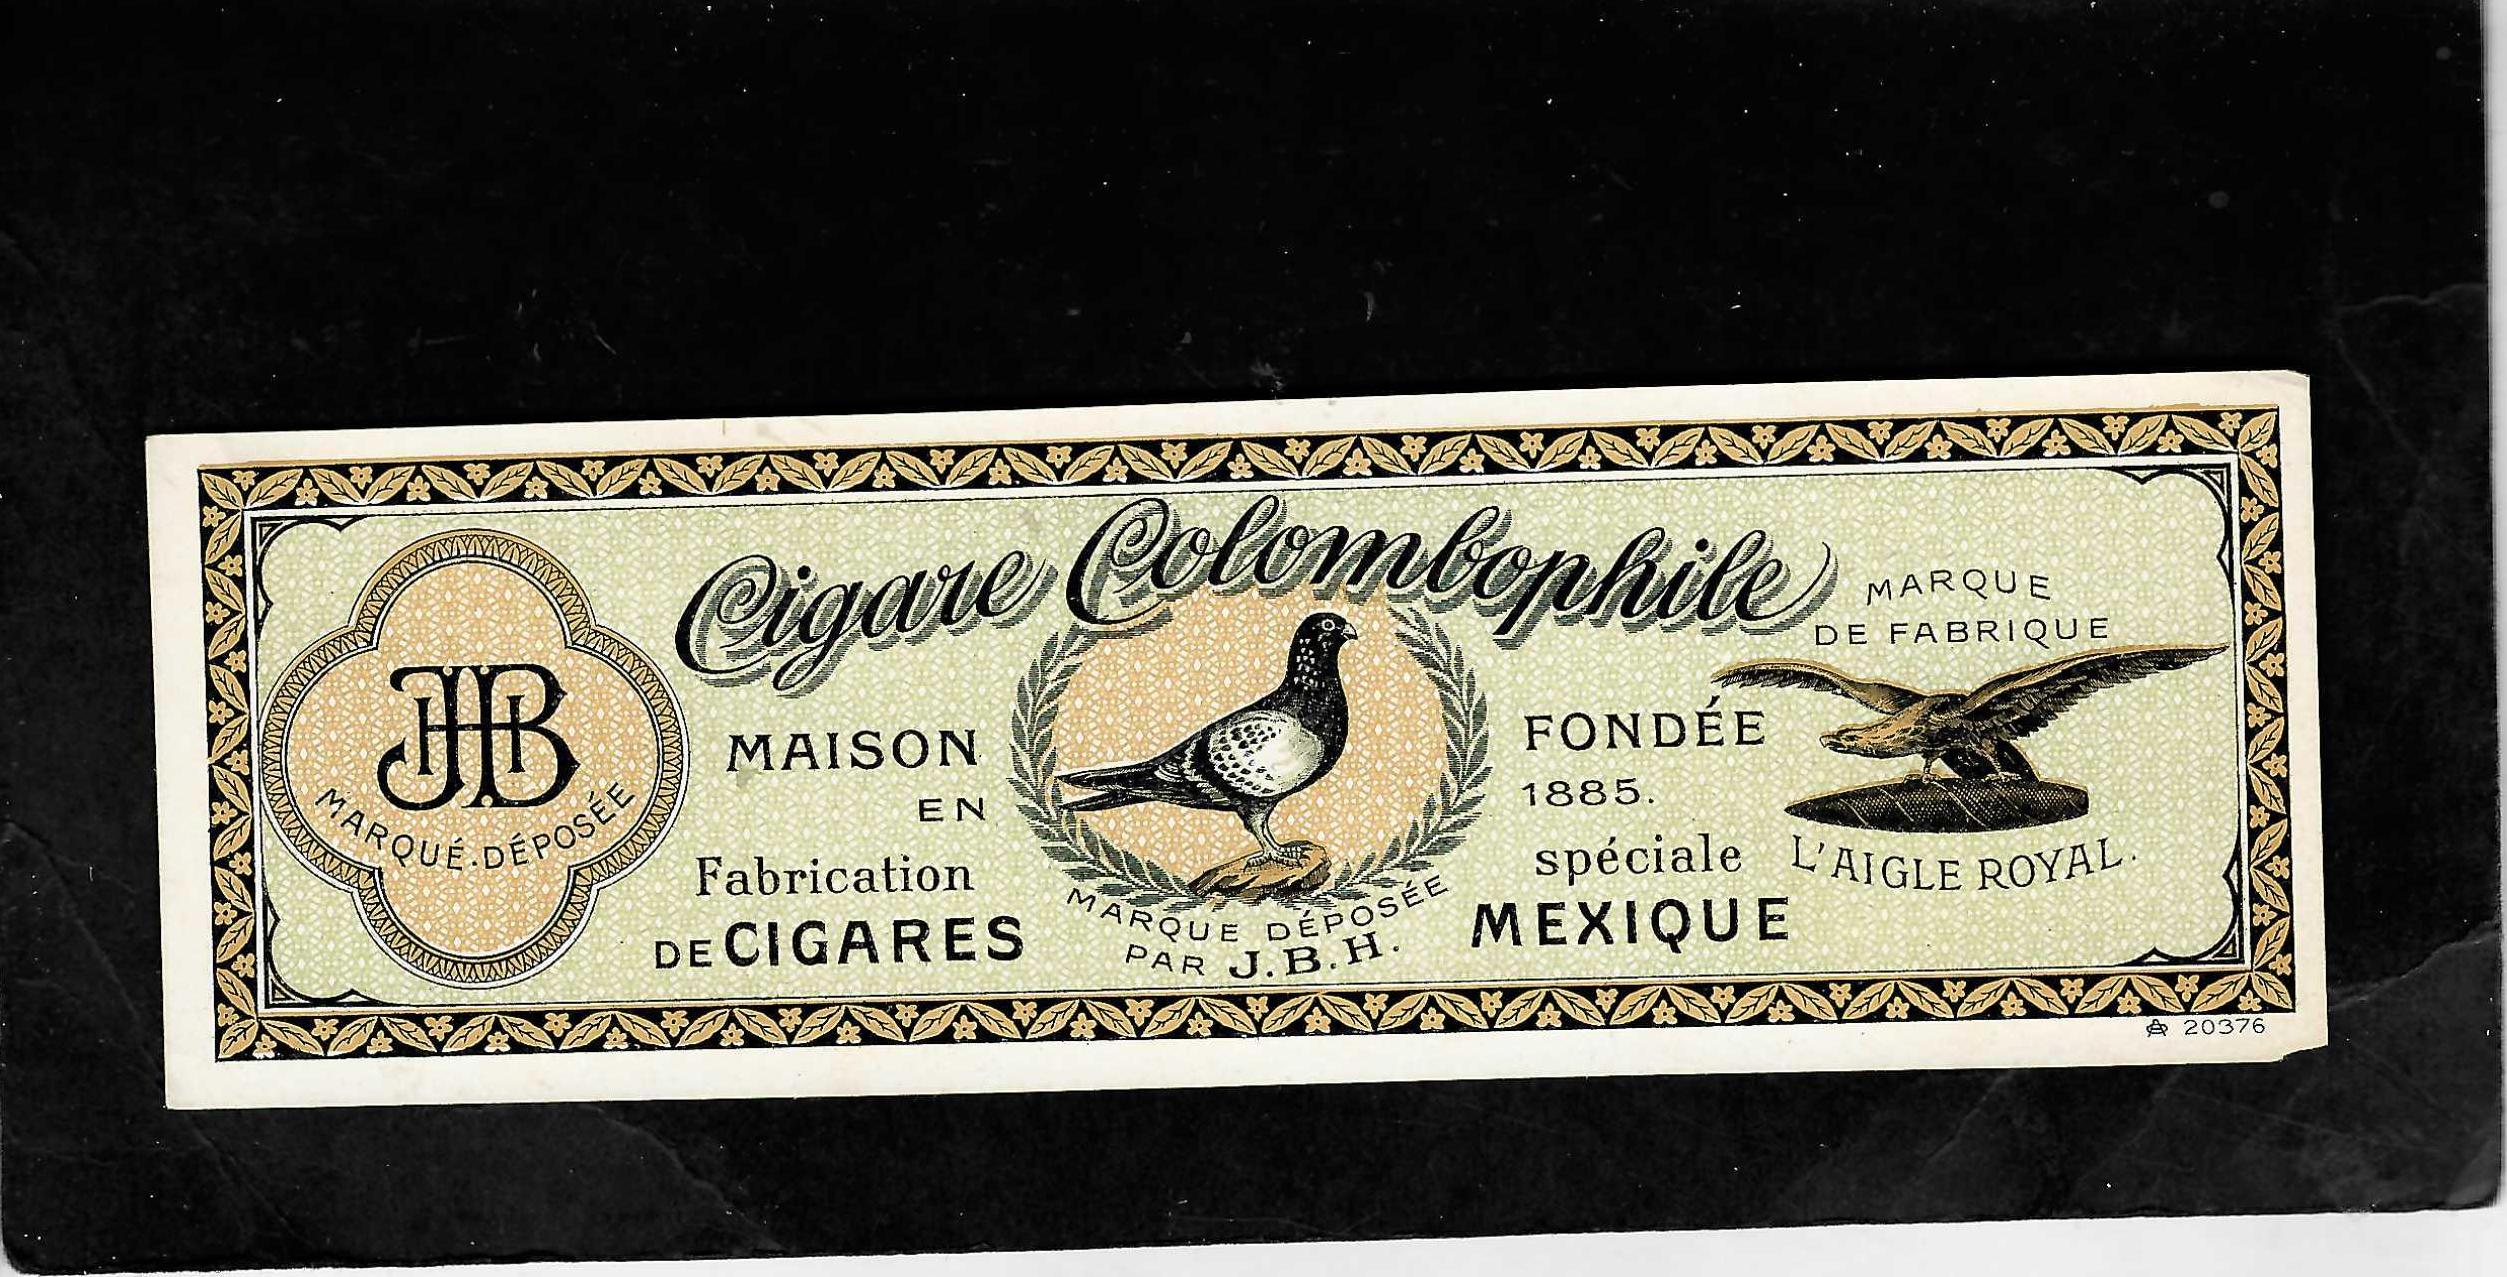 Cigare Colombophile
JHB
MARQUÉ.DÉPOSÉE
MAISON
FONDÉE
EN
1885.
Fabrication
spéciale
DE CIGARES
MEXIQUE
MARQUE DÉPOSÉE
PAR J.B.H.
MARQUE
DE FABRIQUE
L'AIGLE ROYAL.
20376